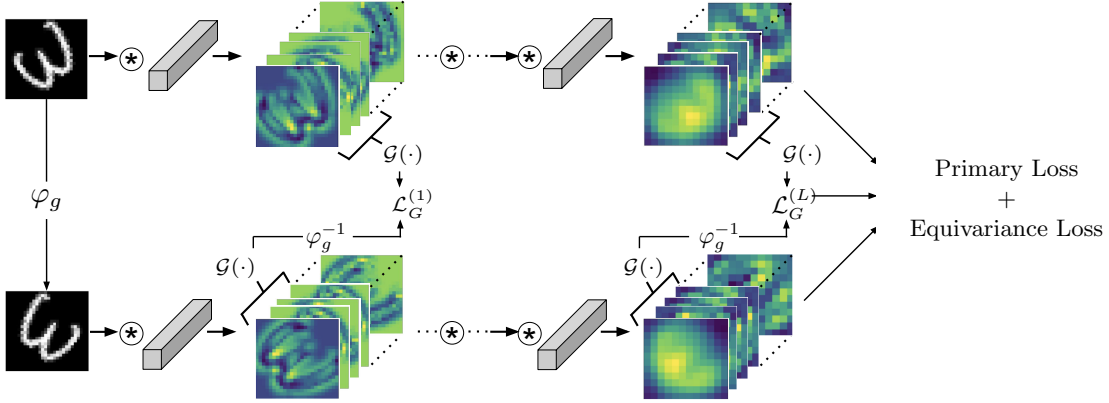 𝒢(·)
𝒢(·)
φ_g
ℒ_G^(1)
ℒ_G^(L)
Primary Loss
+
Equivariance Loss
φ_g^{-1}
φ_g^{-1}
𝒢(·)
𝒢(·)